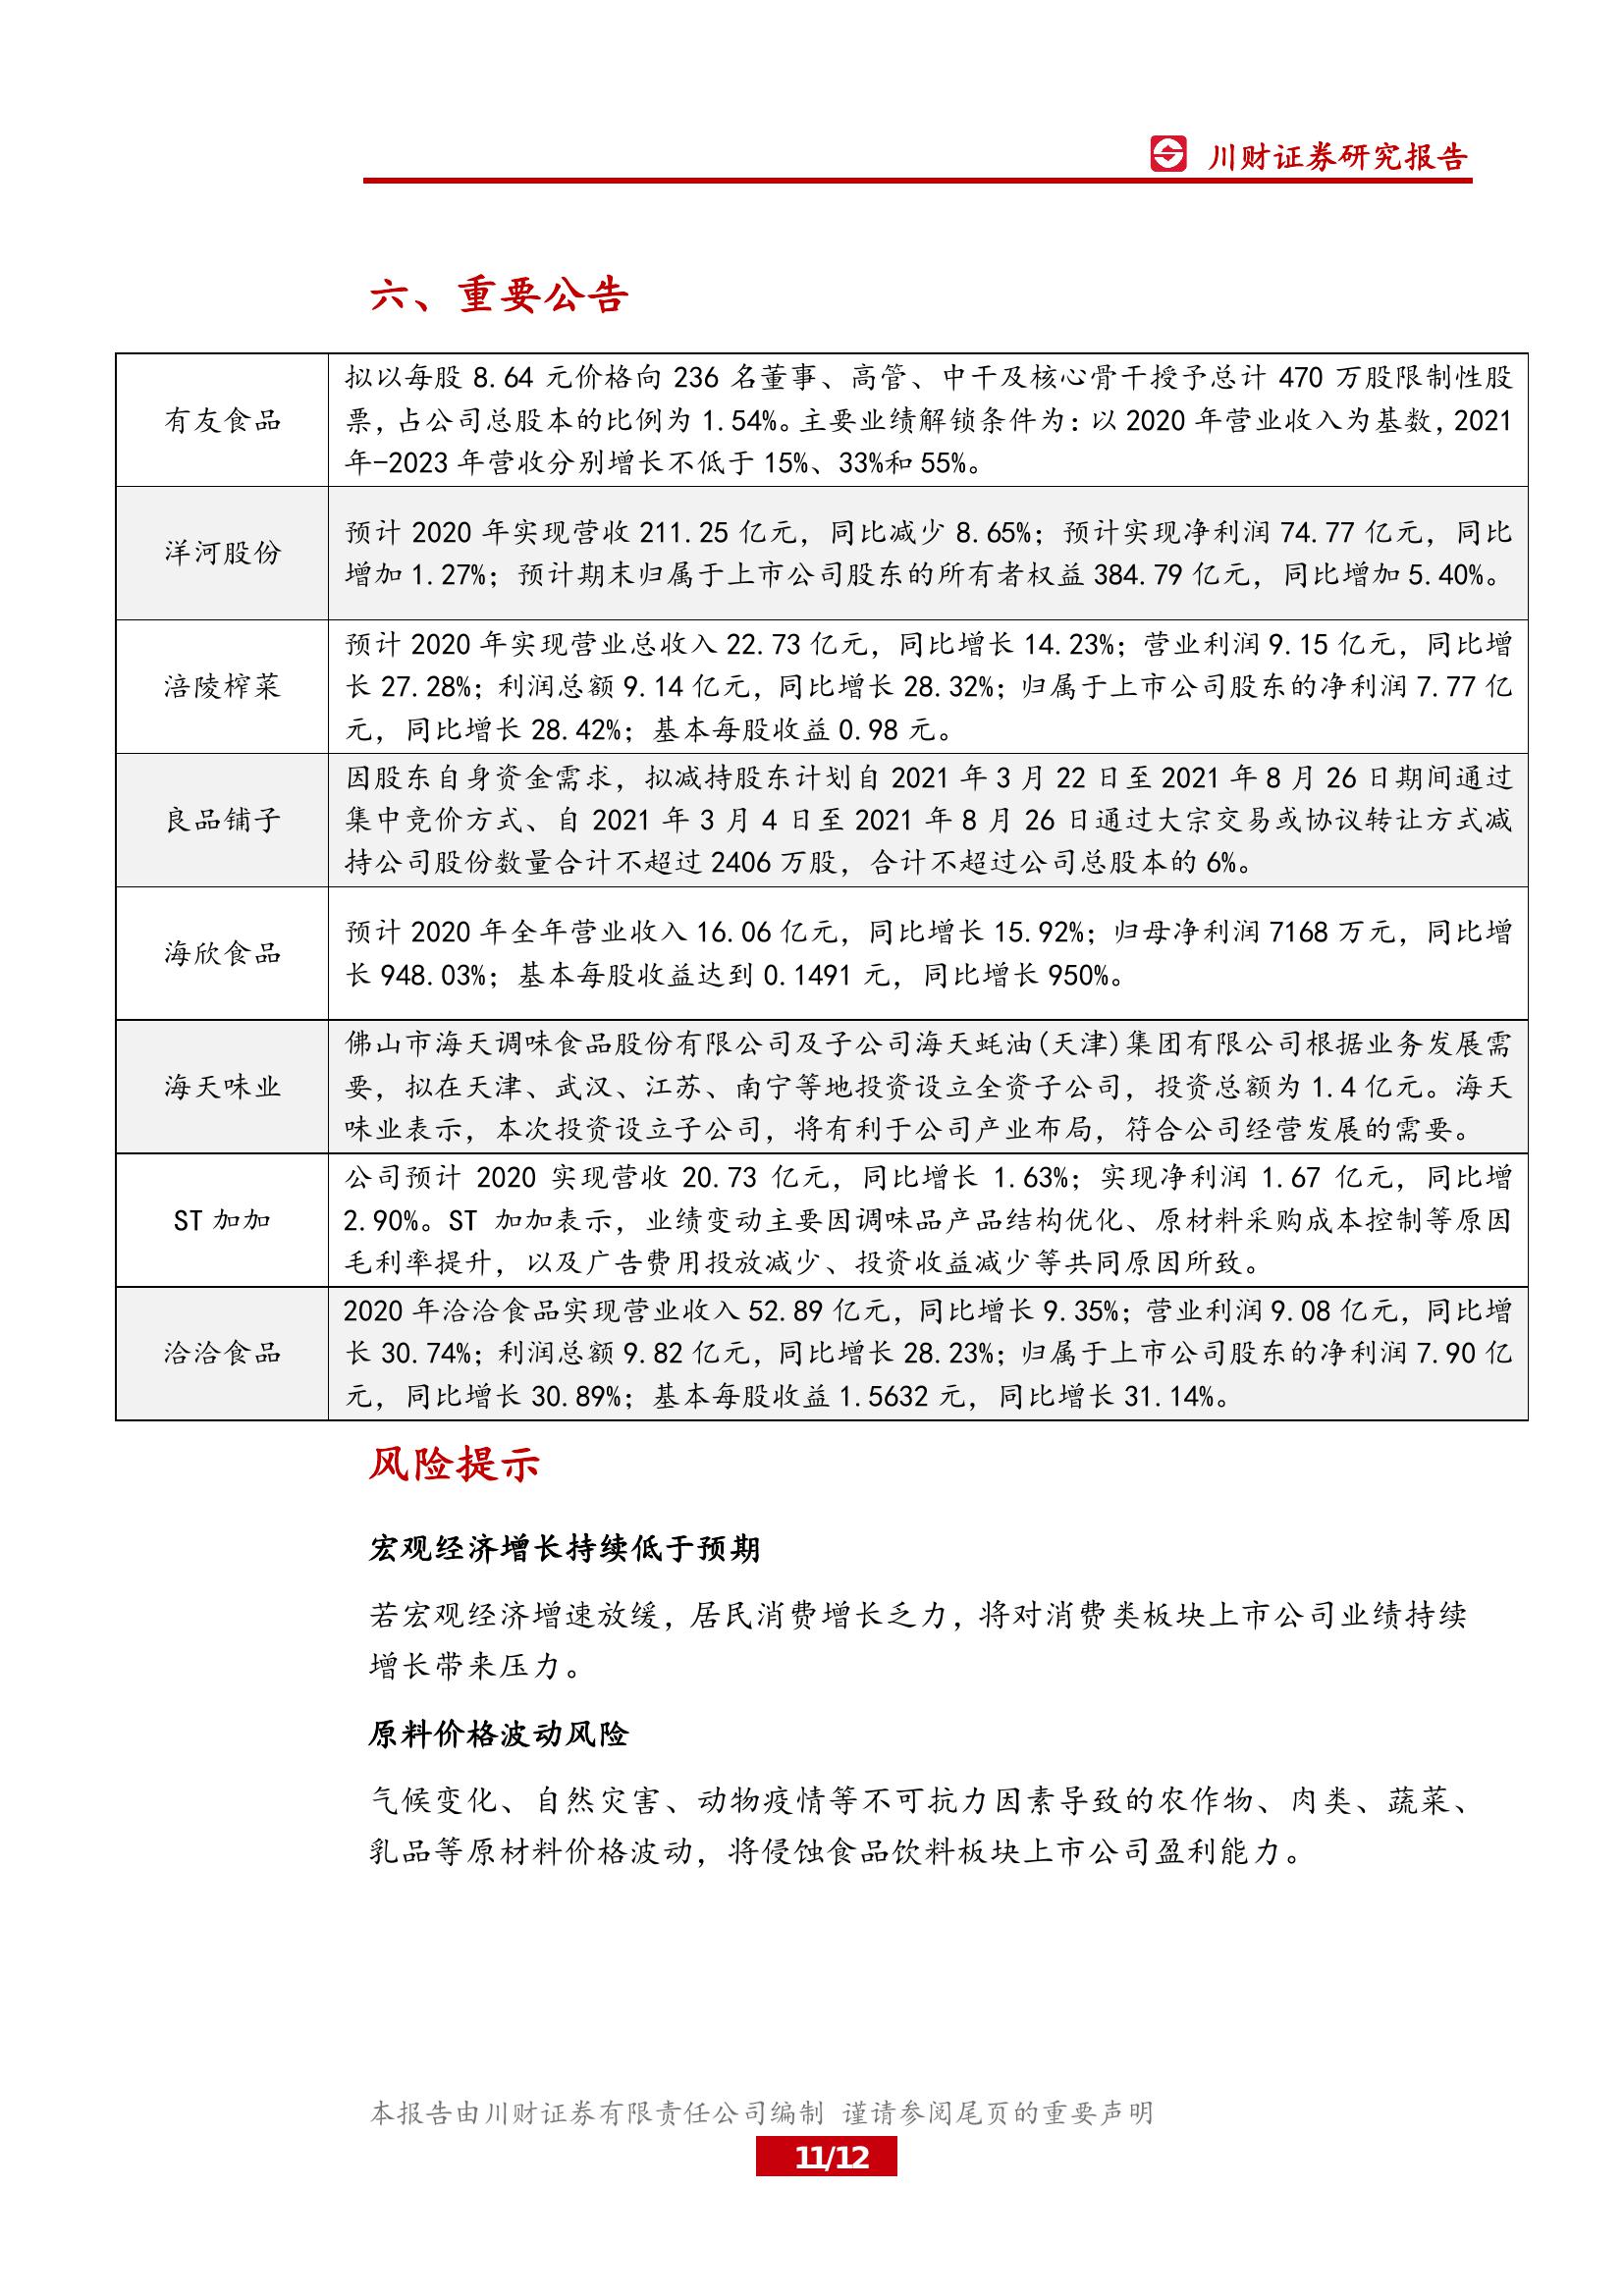 川财证券研究报告
六、重要公告
有友食品
拟以每股 8.64 元价格向 236 名董事、高管、中干及核心骨干授予总计 470 万股限制性股
票，占公司总股本的比例为 1.54%。主要业绩解锁条件为：以 2020 年营业收入为基数，2021
年-2023 年营收分别增长不低于 15%、33%和 55%。
洋河股份
预计 2020 年实现营收 211.25 亿元，同比减少 8.65%；预计实现净利润 74.77 亿元，同比
增加 1.27%；预计期末归属于上市公司股东的所有者权益 384.79 亿元，同比增加 5.40%。
涪陵榨菜
预计 2020 年实现营业总收入 22.73 亿元，同比增长 14.23%；营业利润 9.15 亿元，同比增
长 27.28%；利润总额 9.14 亿元，同比增长 28.32%；归属于上市公司股东的净利润 7.77 亿
元，同比增长 28.42%；基本每股收益 0.98 元。
良品铺子
因股东自身资金需求，拟减持股东计划自 2021 年 3 月 22 日至 2021 年 8 月 26 日期间通过
集中竞价方式、自 2021 年 3 月 4 日至 2021 年 8 月 26 日通过大宗交易或协议转让方式减
持公司股份数量合计不超过 2406 万股，合计不超过公司总股本的 6%。
海欣食品
预计 2020 年全年营业收入 16.06 亿元，同比增长 15.92%；归母净利润 7168 万元，同比增
长 948.03%；基本每股收益达到 0.1491 元，同比增长 950%。
海天味业
佛山市海天调味食品股份有限公司及子公司海天蚝油(天津)集团有限公司根据业务发展需
要，拟在天津、武汉、江苏、南宁等地投资设立全资子公司，投资总额为 1.4 亿元。海天
味业表示，本次投资设立子公司，将有利于公司产业布局，符合公司经营发展的需要。
ST 加加
公司预计 2020 实现营收 20.73 亿元，同比增长 1.63%；实现净利润 1.67 亿元，同比增
2.90%。ST 加加表示，业绩变动主要因调味品产品结构优化、原材料采购成本控制等原因
毛利率提升，以及广告费用投放减少、投资收益减少等共同原因所致。
洽洽食品
2020 年洽洽食品实现营业收入 52.89 亿元，同比增长 9.35%；营业利润 9.08 亿元，同比增
长 30.74%；利润总额 9.82 亿元，同比增长 28.23%；归属于上市公司股东的净利润 7.90 亿
元，同比增长 30.89%；基本每股收益 1.5632 元，同比增长 31.14%。
风险提示
宏观经济增长持续低于预期
若宏观经济增速放缓，居民消费增长乏力，将对消费类板块上市公司业绩持续
增长带来压力。
原料价格波动风险
气候变化、自然灾害、动物疫情等不可抗力因素导致的农作物、肉类、蔬菜、
乳品等原材料价格波动，将侵蚀食品饮料板块上市公司盈利能力。
本报告由川财证券有限责任公司编制 谨请参阅尾页的重要声明
11/12